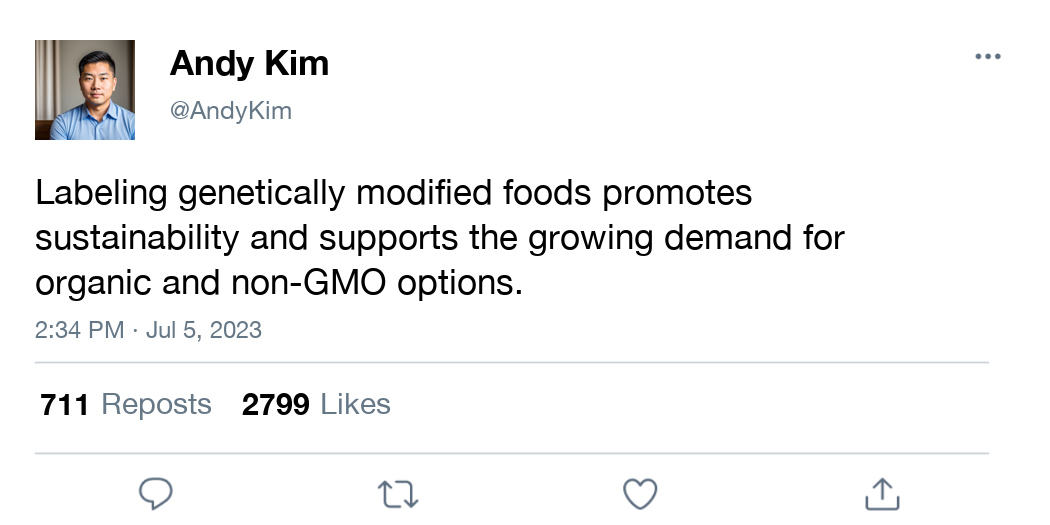 Andy Kim
@AndyKim
Labeling genetically modified foods promotes
sustainability and supports the growing demand for
organic and non-GMO options.
2:34 PM · Jul 5, 2023
711 Reposts 2799 Likes